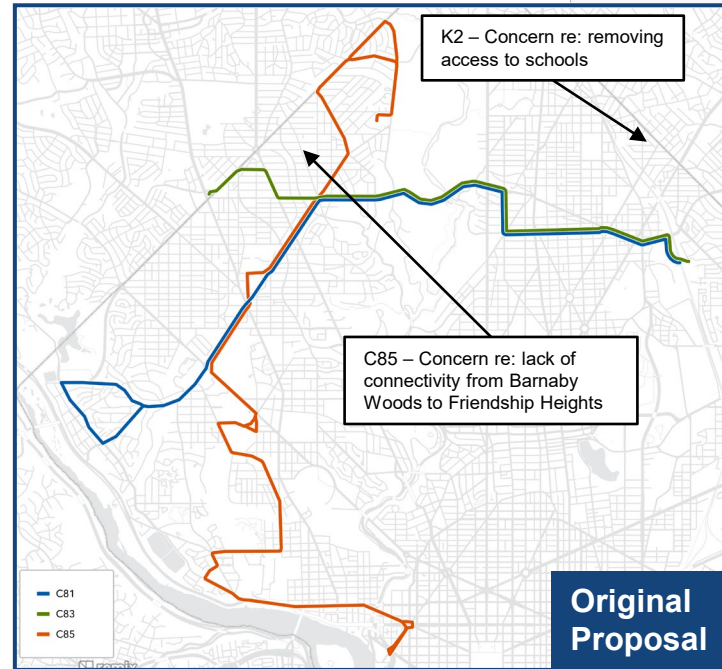 K2 – Concern re: removing
access to schools
C85 – Concern re: lack of
connectivity from Barnaby
Woods to Friendship Heights
C81
C83
C85
Original
Proposal